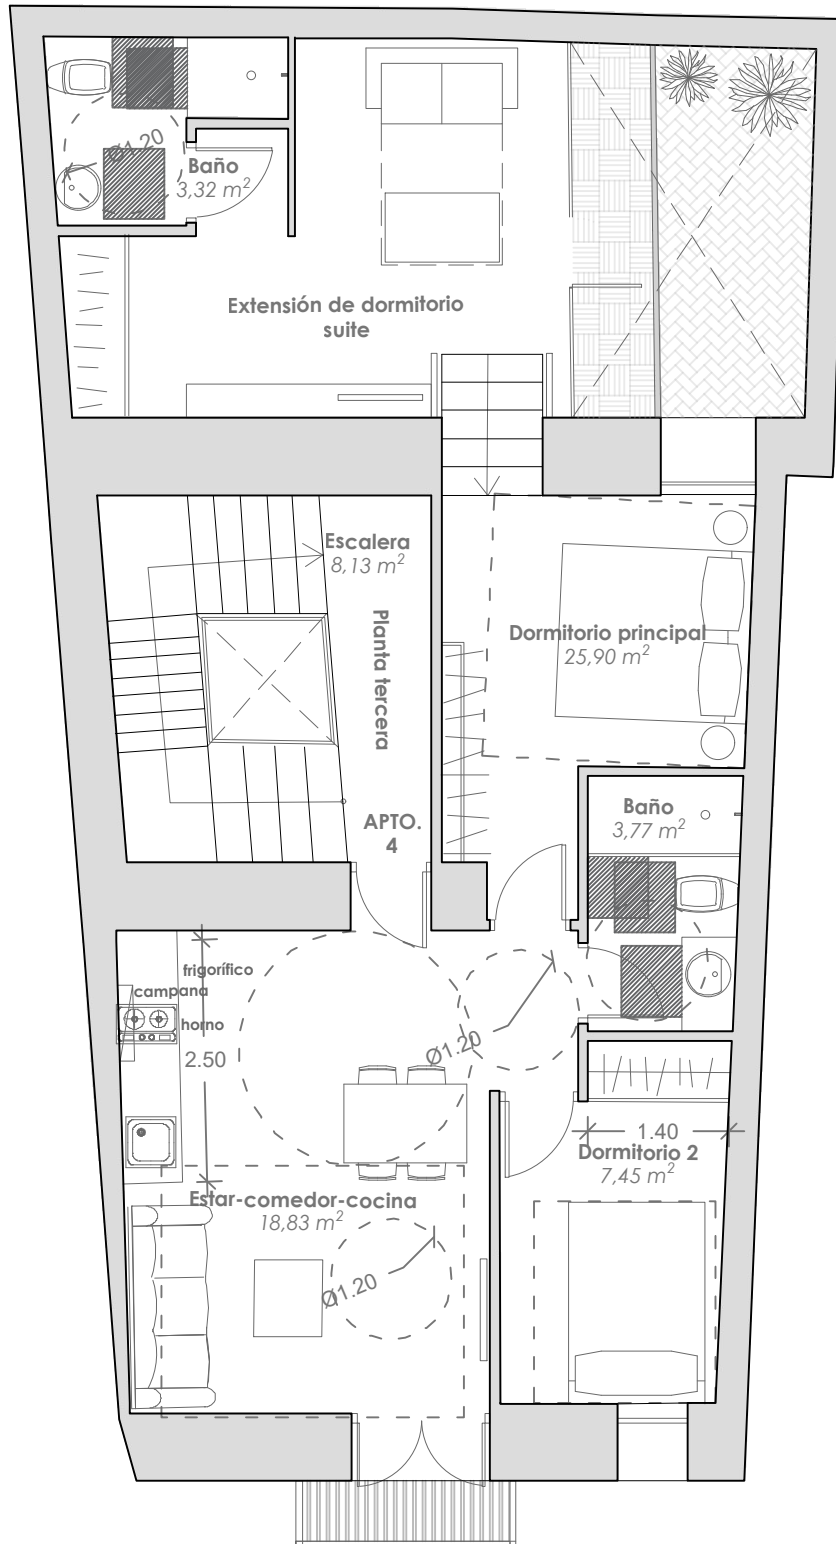 Ø1.20
Baño
3,32 m²
Extensión de dormitorio
suite
Escalera
8,13 m²
Planta tercera
Dormitorio principal
25,90 m²
APTO.
4
Baño
3,77 m²
frigorífico
campana
horno
2.50
Ø1.20
1.40
Dormitorio 2
7,45 m²
Estar-comedor-cocina
18,83 m²
Ø1.20